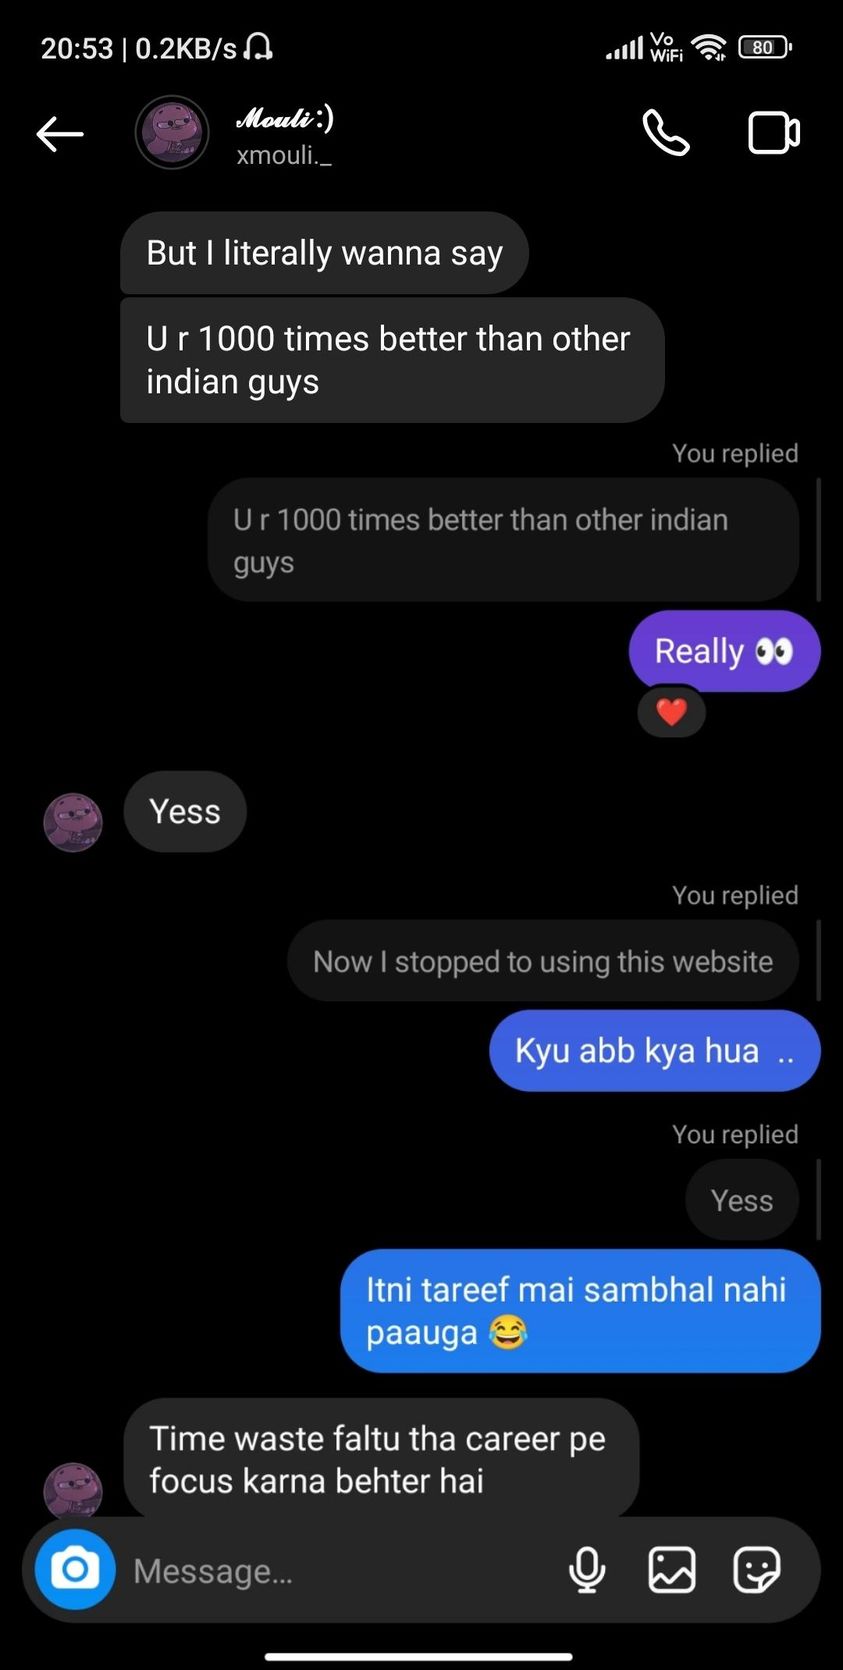 20:53 | 0.2KB/s
Vo
WiFi
80
Mouli :)
xmouli._
But I literally wanna say
U r 1000 times better than other
indian guys
You replied
U r 1000 times better than other indian
guys
Really 👀
❤️
Yess
You replied
Now I stopped to using this website
Kyu abb kya hua ..
You replied
Yess
Itni tareef mai sambhal nahi
paauga 😂
Time waste faltu tha career pe
focus karna behter hai
Message...